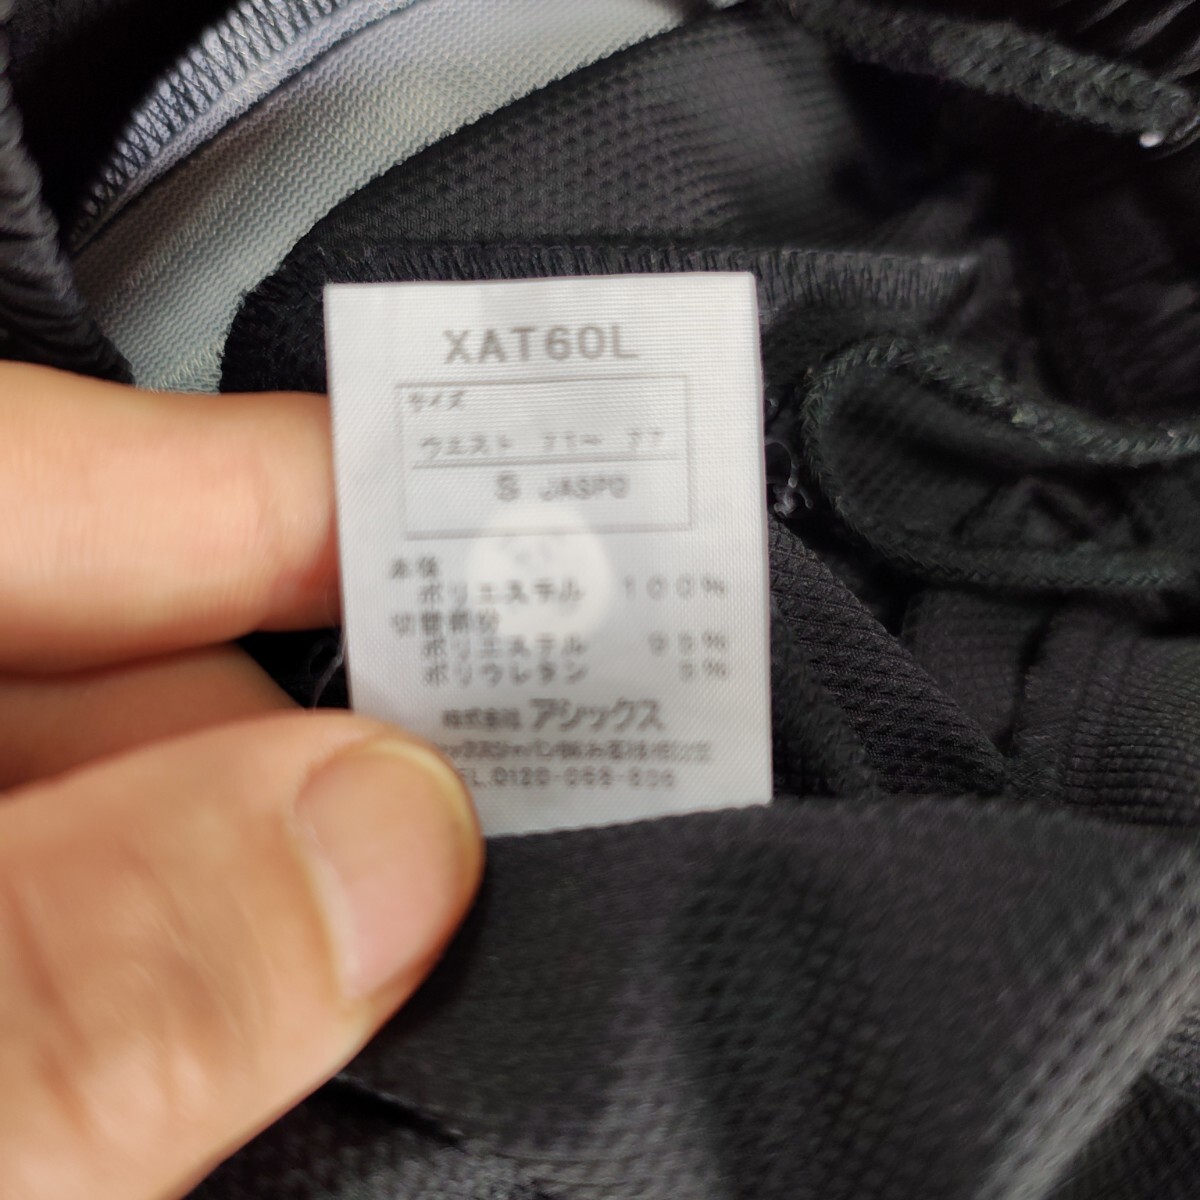 XAT60L
サイズ
ウエスト 71〜 77
S JASPO
本体
ポリエステル 100%
切替部分
ポリエステル 95%
ポリウレタン 5%
株式会社 アシックス